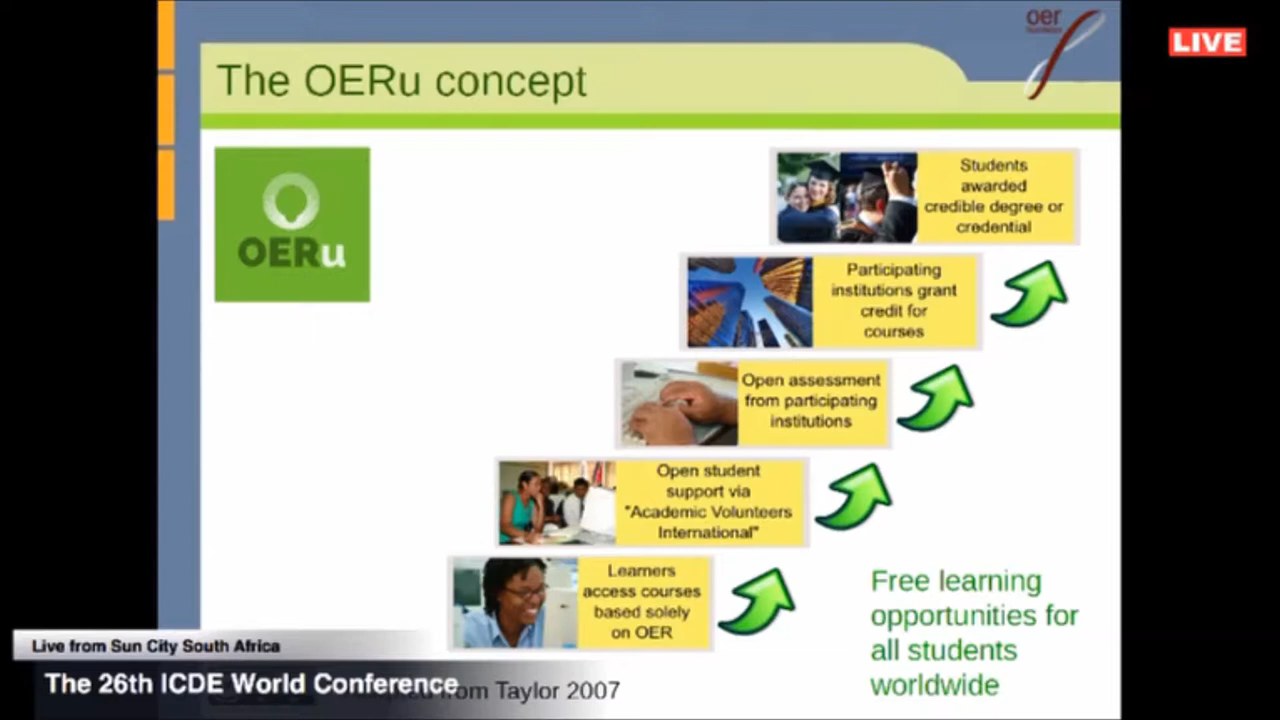 oer
LIVE
The OERu concept
OERu
Students
awarded
credible degree or
credential
Participating
institutions grant
credit for
courses
Open assessment
from participating
institutions
Open student
support via
"Academic Volunteers
International"
Learners
access courses
based solely
on OER
Free learning
opportunities for
all students
worldwide
Live from Sun City South Africa
The 26th ICDE World Conference
from Taylor 2007